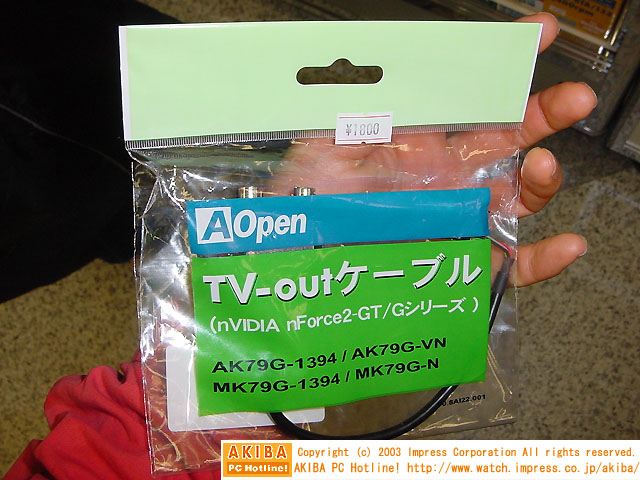 ¥1800
AOpen
TV-outケーブル
(nVIDIA nForce2-GT/Gシリーズ )
AK79G-1394 / AK79G-VN
MK79G-1394 / MK79G-N
AKIBA
PC Hotline!
Copyright (c) 2003 Impress Corporation All rights reserved.
AKIBA PC Hotline! http://www.watch.impress.co.jp/akiba/